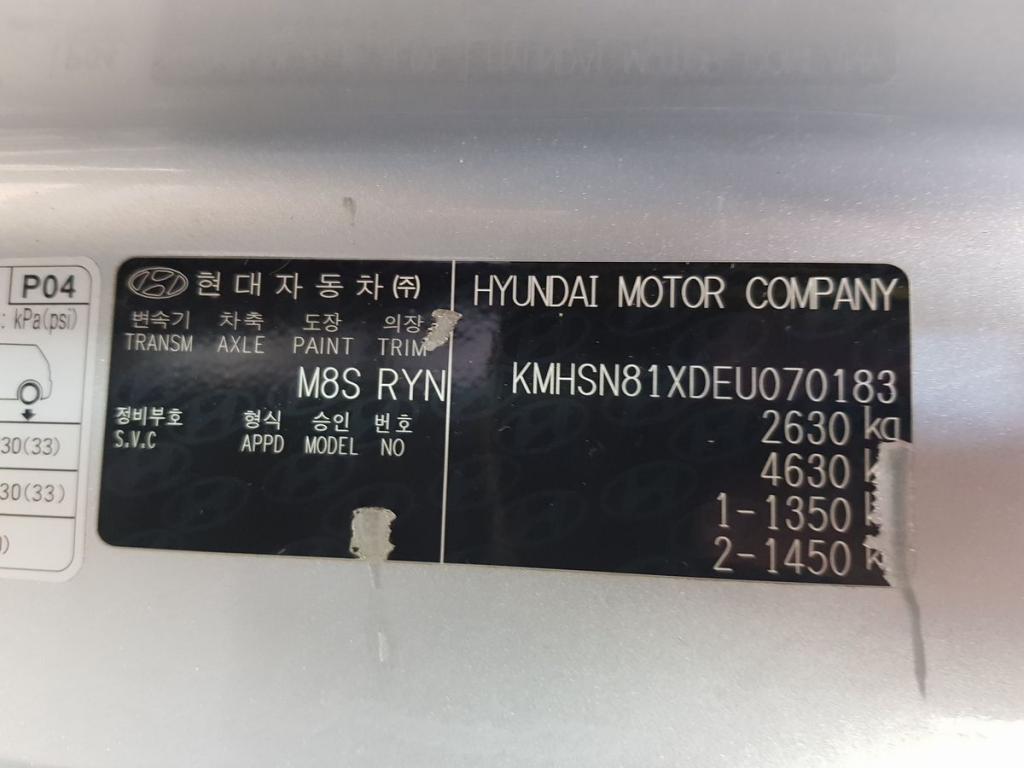 P04
: kPa(psi)
30(33)
30(33)
현대자동차㈜
변속기 차축 도장 의장
TRANSM AXLE PAINT TRIM
M8S RYN
정비부호 형식 승인 번호
S.V.C APPD MODEL NO
HYUNDAI MOTOR COMPANY
KMHSN81XDEU070183
2630 kg
4630
1-1350
2-1450